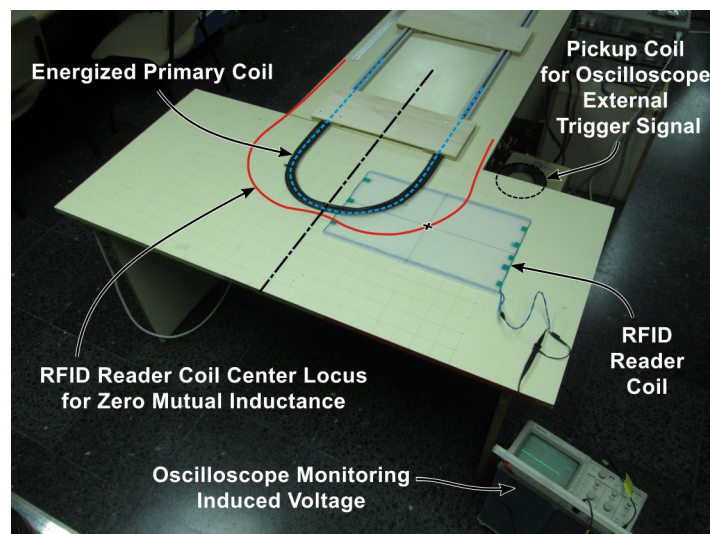 Energized Primary Coil
Pickup Coil
for Oscilloscope
External
Trigger Signal
RFID
Reader
Coil
RFID Reader Coil Center Locus
for Zero Mutual Inductance
Oscilloscope Monitoring
Induced Voltage